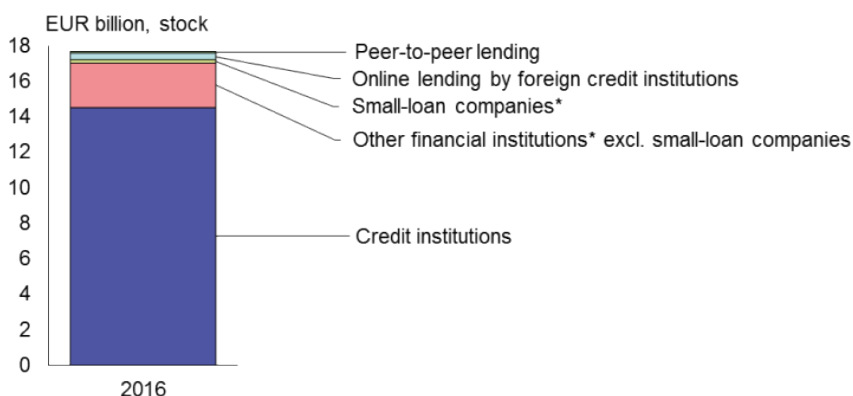 EUR billion, stock
18
16
14
12
10
8
6
4
2
0
2016
Peer-to-peer lending
Online lending by foreign credit institutions
Small-loan companies*
Other financial institutions* excl. small-loan companies
Credit institutions